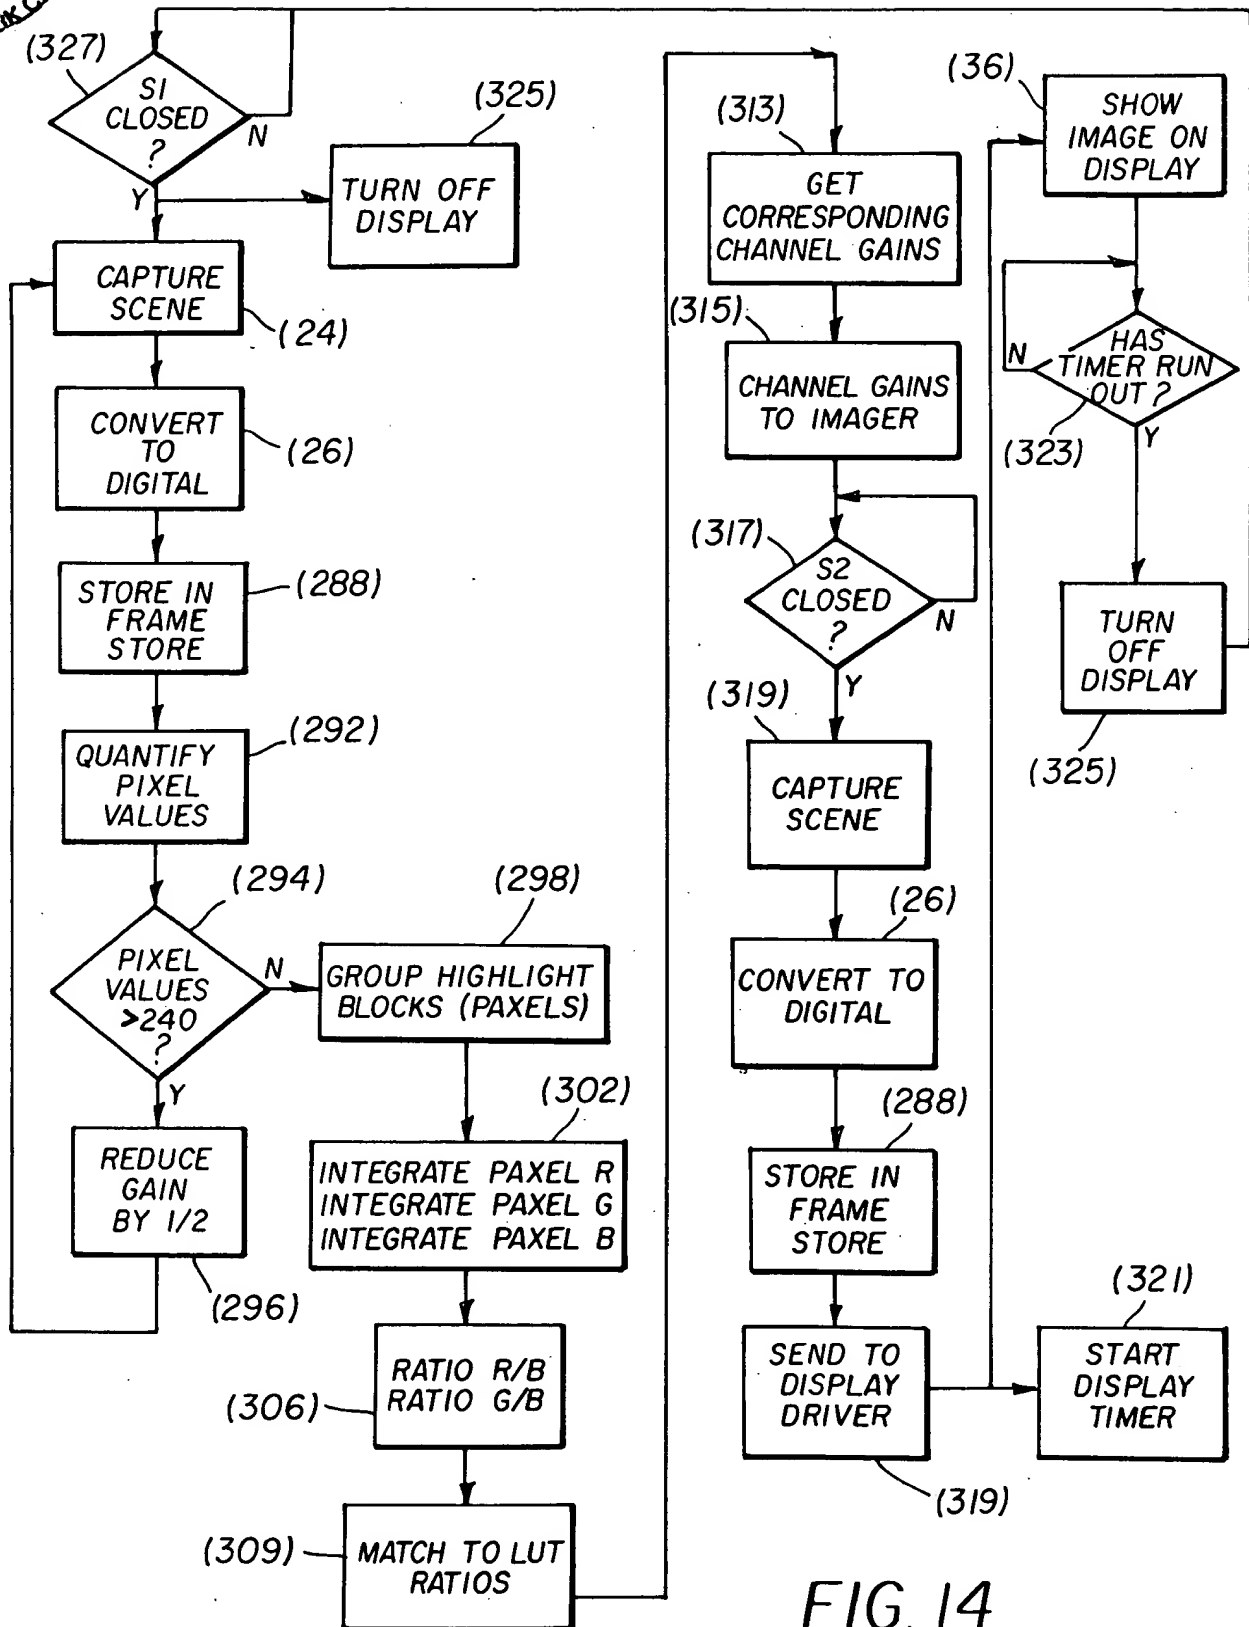 (327)
S1
CLOSED
?
N
Y
(325)
TURN OFF
DISPLAY
CAPTURE
SCENE
(24)
CONVERT
TO
DIGITAL
(26)
STORE IN
FRAME
STORE
(288)
QUANTIFY
PIXEL
VALUES
(292)
(294)
PIXEL
VALUES
>240
?
N
Y
REDUCE
GAIN
BY 1/2
(296)
(298)
GROUP HIGHLIGHT
BLOCKS (PAXELS)
(302)
INTEGRATE PAXEL R
INTEGRATE PAXEL G
INTEGRATE PAXEL B
RATIO R/B
RATIO G/B
(306)
(309)
MATCH TO LUT
RATIOS
(313)
GET
CORRESPONDING
CHANNEL GAINS
(315)
CHANNEL GAINS
TO IMAGER
(317)
S2
CLOSED
?
N
Y
(319)
CAPTURE
SCENE
(26)
CONVERT TO
DIGITAL
(288)
STORE IN
FRAME
STORE
SEND TO
DISPLAY
DRIVER
(319)
(321)
START
DISPLAY
TIMER
(36)
SHOW
IMAGE ON
DISPLAY
HAS
TIMER RUN
OUT?
N
Y
(323)
TURN
OFF
DISPLAY
(325)
FIG. 14